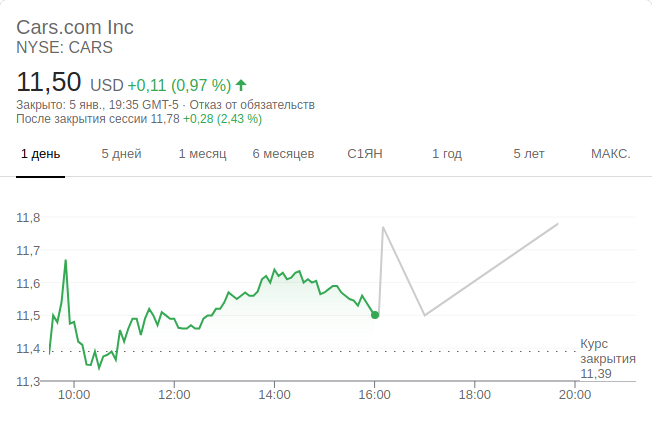 Cars.com Inc
NYSE: CARS
11,50 USD +0,11 (0,97 %)
Закрыто: 5 янв., 19:35 GMT-5 · Отказ от обязательств
После закрытия сессии 11,78 +0,28 (2,43 %)
1 день 5 дней 1 месяц 6 месяцев С1ЯН 1 год 5 лет МАКС.
11,8
11,7
11,6
11,5
11,4
11,3
Курс
закрытия
11,39
10:00 12:00 14:00 16:00 18:00 20:00